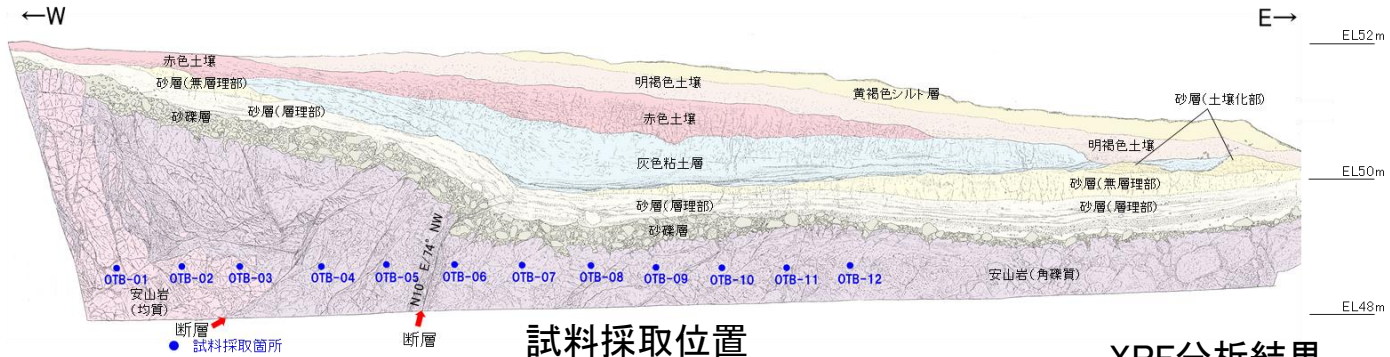 ←W
E→
EL52m
赤色土壌
砂層(無層理部)
明褐色土壌
黄褐色シルト層
砂層(土壌化部)
砂層(層理部)
砂礫層
赤色土壌
明褐色土壌
灰色粘土層
EL50m
砂層(無層理部)
砂層(層理部)
砂層(層理部)
砂礫層
N10°E/74°NW
OTB-01
OTB-02
OTB-03
OTB-04
OTB-05
OTB-06
OTB-07
OTB-08
OTB-09
OTB-10
OTB-11
OTB-12
安山岩(角礫質)
安山岩
(均質)
EL48m
断層
断層
試料採取箇所
試料採取位置
XRF分析結果